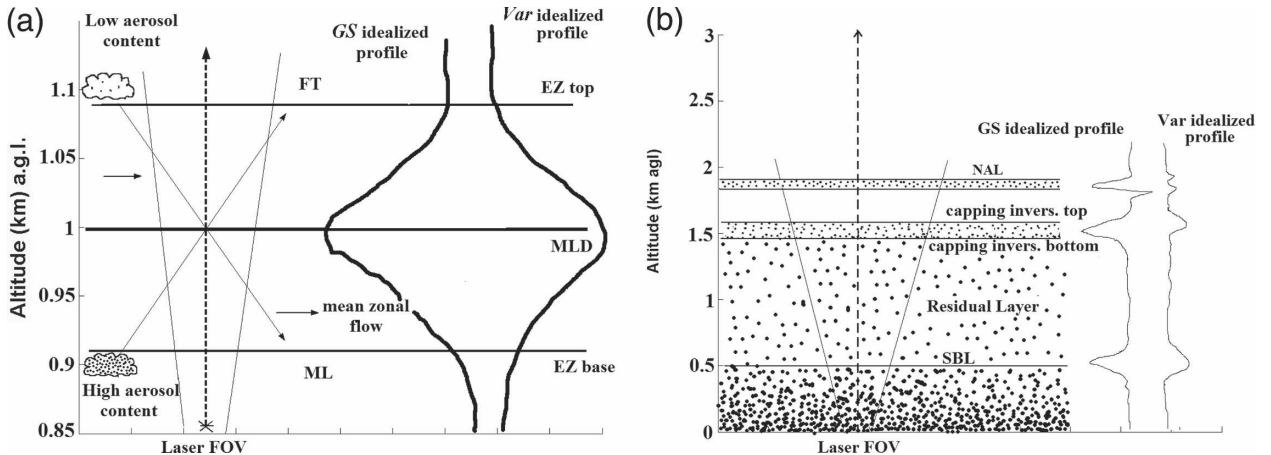 (a)
Low aerosol
content
GS idealized
profile
Var idealized
profile
FT
EZ top
1.1
1.05
1
0.95
0.9
0.85
Altitude (km) a.g.l.
MLD
mean zonal
flow
ML
EZ base
High aerosol
content
Laser FOV
(b)
3
2.5
2
1.5
1
0.5
0
Altitude (km agl)
GS idealized profile
Var idealized
profile
NAL
capping invers. top
capping invers. bottom
Residual Layer
SBL
Laser FOV